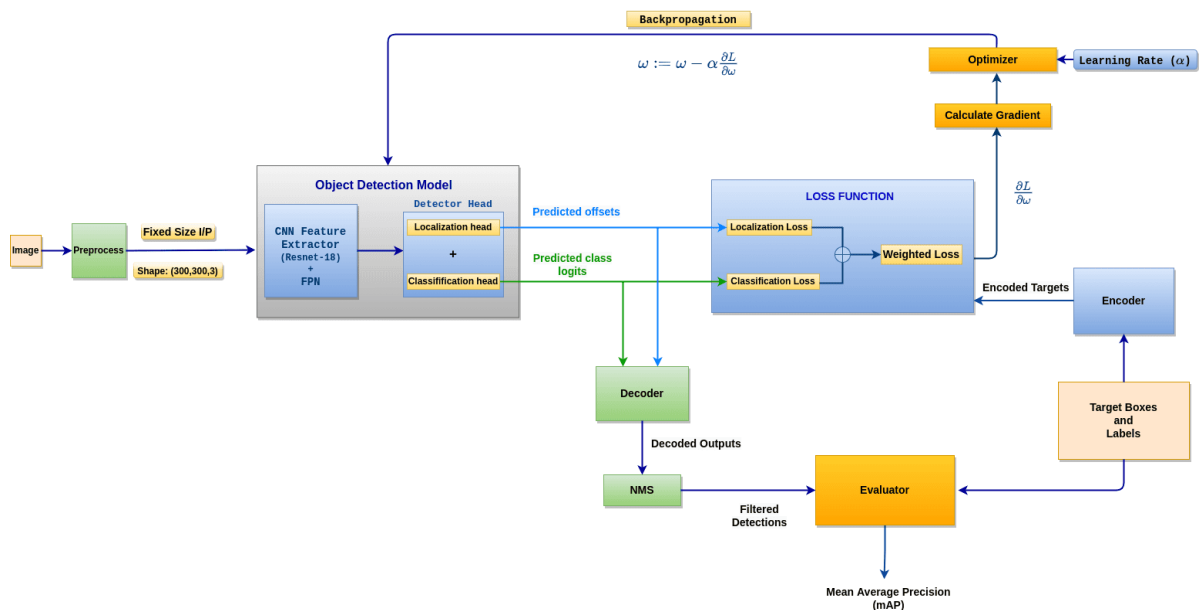 Backpropagation
ω := ω − α ∂L/∂ω
Optimizer
Learning Rate (α)
Calculate Gradient
∂L/∂ω
Object Detection Model
Detector Head
CNN Feature
Extractor
(Resnet-18)
+
FPN
Localization head
+
Classifification head
Image
Preprocess
Fixed Size I/P
Shape: (300,300,3)
Predicted offsets
Predicted class
logits
LOSS FUNCTION
Localization Loss
Weighted Loss
Classification Loss
Encoded Targets
Encoder
Target Boxes
and
Labels
Decoder
Decoded Outputs
NMS
Filtered
Detections
Evaluator
Mean Average Precision
(mAP)